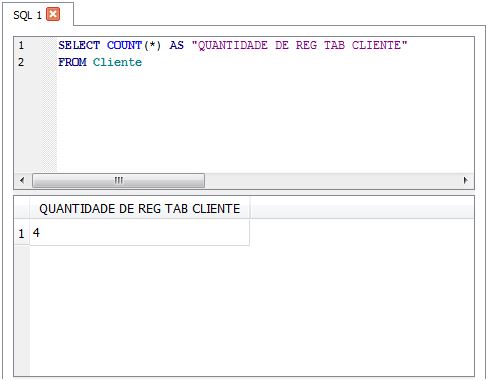 SQL 1
1 SELECT COUNT(*) AS "QUANTIDADE DE REG TAB CLIENTE"
2 FROM Cliente
QUANTIDADE DE REG TAB CLIENTE
1 4